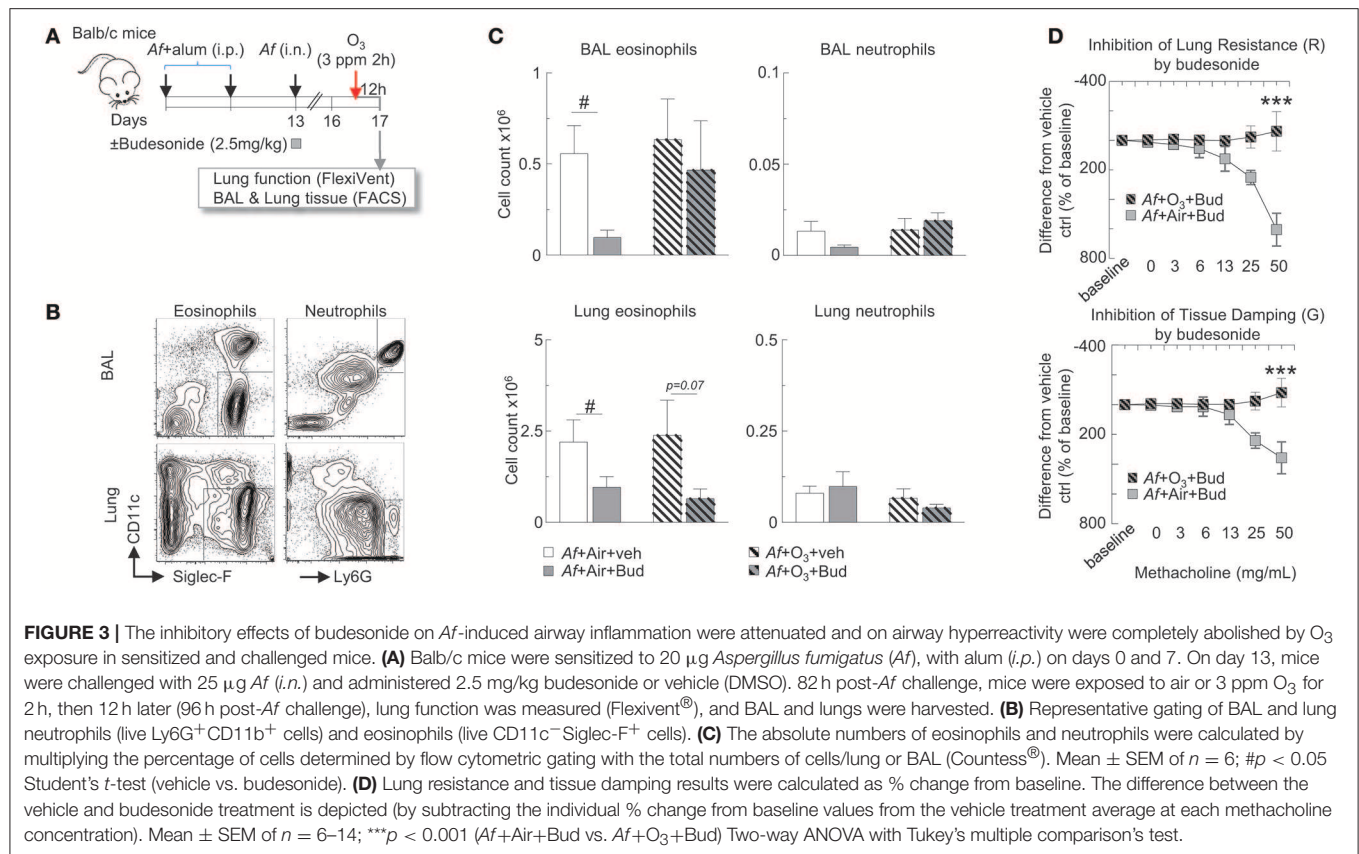 A
Balb/c mice
Af+alum (i.p.)
Af (i.n.)
O3
(3 ppm 2h)
12h
Days
13
16
17
±Budesonide (2.5mg/kg)
Lung function (FlexiVent)
BAL & Lung tissue (FACS)
B
Eosinophils
Neutrophils
BAL
Lung
CD11c
Siglec-F
Ly6G
C
BAL eosinophils
BAL neutrophils
Cell count x10⁶
1
0.5
0
#
0.1
0.05
0
Lung eosinophils
Lung neutrophils
Cell count x10⁶
5
2.5
0
#
p=0.07
0.5
0.25
0
Af+Air+veh
Af+Air+Bud
Af+O3+veh
Af+O3+Bud
D
Inhibition of Lung Resistance (R)
by budesonide
Difference from vehicle
ctrl (% of baseline)
-400
200
800
***
Af+O3+Bud
Af+Air+Bud
baseline
0 3 6 13 25 50
Inhibition of Tissue Damping (G)
by budesonide
Difference from vehicle
ctrl (% of baseline)
-400
200
800
***
Af+O3+Bud
Af+Air+Bud
baseline
0 3 6 13 25 50
Methacholine (mg/mL)
FIGURE 3 | The inhibitory effects of budesonide on Af-induced airway inflammation were attenuated and on airway hyperreactivity were completely abolished by O3
exposure in sensitized and challenged mice. (A) Balb/c mice were sensitized to 20 μg Aspergillus fumigatus (Af), with alum (i.p.) on days 0 and 7. On day 13, mice
were challenged with 25 μg Af (i.n.) and administered 2.5 mg/kg budesonide or vehicle (DMSO). 82 h post-Af challenge, mice were exposed to air or 3 ppm O3 for
2 h, then 12 h later (96 h post-Af challenge), lung function was measured (Flexivent®), and BAL and lungs were harvested. (B) Representative gating of BAL and lung
neutrophils (live Ly6G⁺CD11b⁺ cells) and eosinophils (live CD11c⁻Siglec-F⁺ cells). (C) The absolute numbers of eosinophils and neutrophils were calculated by
multiplying the percentage of cells determined by flow cytometric gating with the total numbers of cells/lung or BAL (Countess®). Mean ± SEM of n = 6; #p < 0.05
Student's t-test (vehicle vs. budesonide). (D) Lung resistance and tissue damping results were calculated as % change from baseline. The difference between the
vehicle and budesonide treatment is depicted (by subtracting the individual % change from baseline values from the vehicle treatment average at each methacholine
concentration). Mean ± SEM of n = 6–14; ***p < 0.001 (Af+Air+Bud vs. Af+O3+Bud) Two-way ANOVA with Tukey's multiple comparison's test.